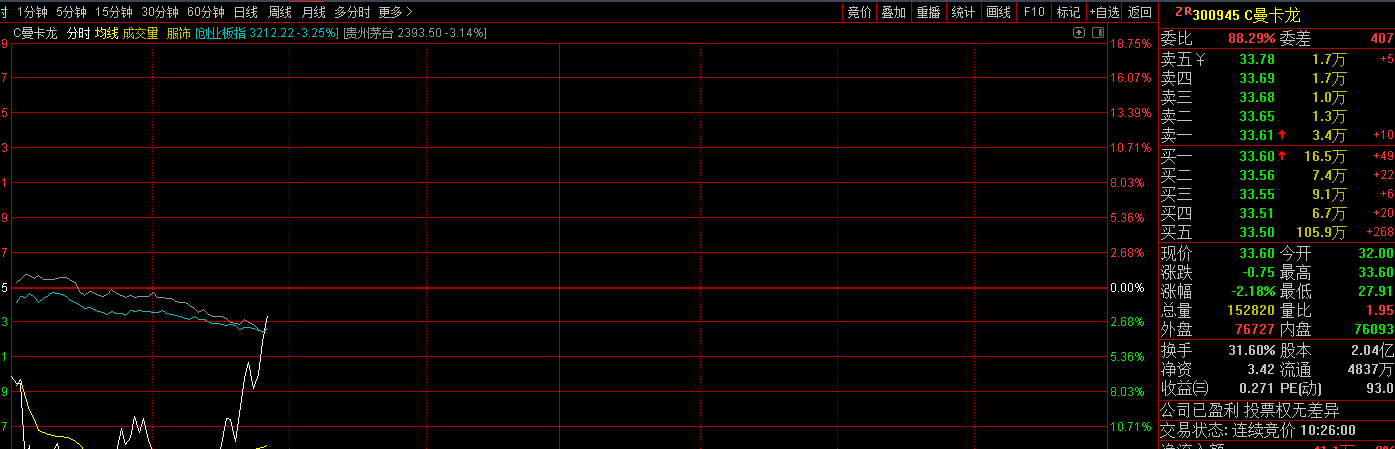 时 1分钟 5分钟 15分钟 30分钟 60分钟 日线 周线 月线 多分时 更多> 竞价 叠加 重播 统计 画线 F10 标记 +自选 返回
ZR300945 C曼卡龙
C曼卡龙 分时 均线 成交量 服饰 [创业板指 3212.22 -3.25%] [贵州茅台 2393.50 -3.14%]
委比 88.29% 委差 407
9 18.75%
卖五￥ 33.78 1.7万 +5
7 16.07%
卖四 33.69 1.7万
卖三 33.68 1.0万
5 13.39%
卖二 33.65 1.3万
卖一 33.61 3.4万 +10
3 10.71%
买一 33.60 16.5万 +49
买二 33.56 7.4万 +22
1 8.03%
买三 33.55 9.1万 +6
买四 33.51 6.7万 +20
9 5.36%
买五 33.50 105.9万 +268
7 2.68%
现价 33.60 今开 32.00
涨跌 -0.75 最高 33.60
5 0.00%
涨幅 -2.18% 最低 27.91
总量 152820 量比 1.95
3 2.68%
外盘 76727 内盘 76093
换手 31.60% 股本 2.04亿
1 5.36%
净资 3.42 流通 4837万
收益㈢ 0.271 PE(动) 93.0
9 8.03%
公司已盈利 投票权无差异
7 10.71%
交易状态: 连续竞价 10:26:00